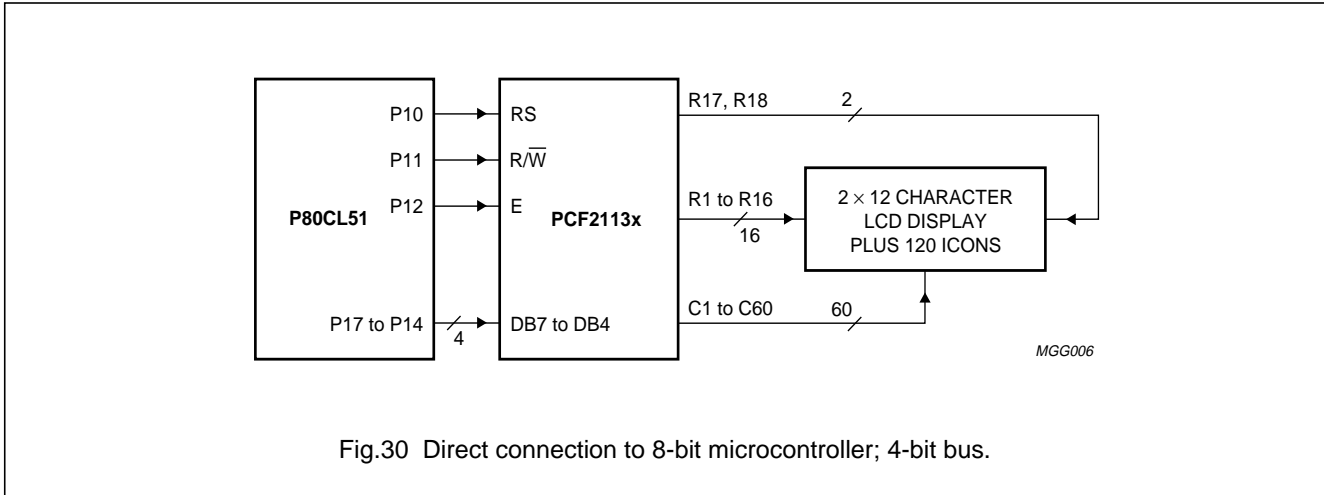 P80CL51
P10
P11
P12
P17 to P14
4
RS
R/W̅
E
DB7 to DB4
PCF2113x
R17, R18
2
R1 to R16
16
C1 to C60
60
2 × 12 CHARACTER
LCD DISPLAY
PLUS 120 ICONS
MGG006
Fig.30 Direct connection to 8-bit microcontroller; 4-bit bus.